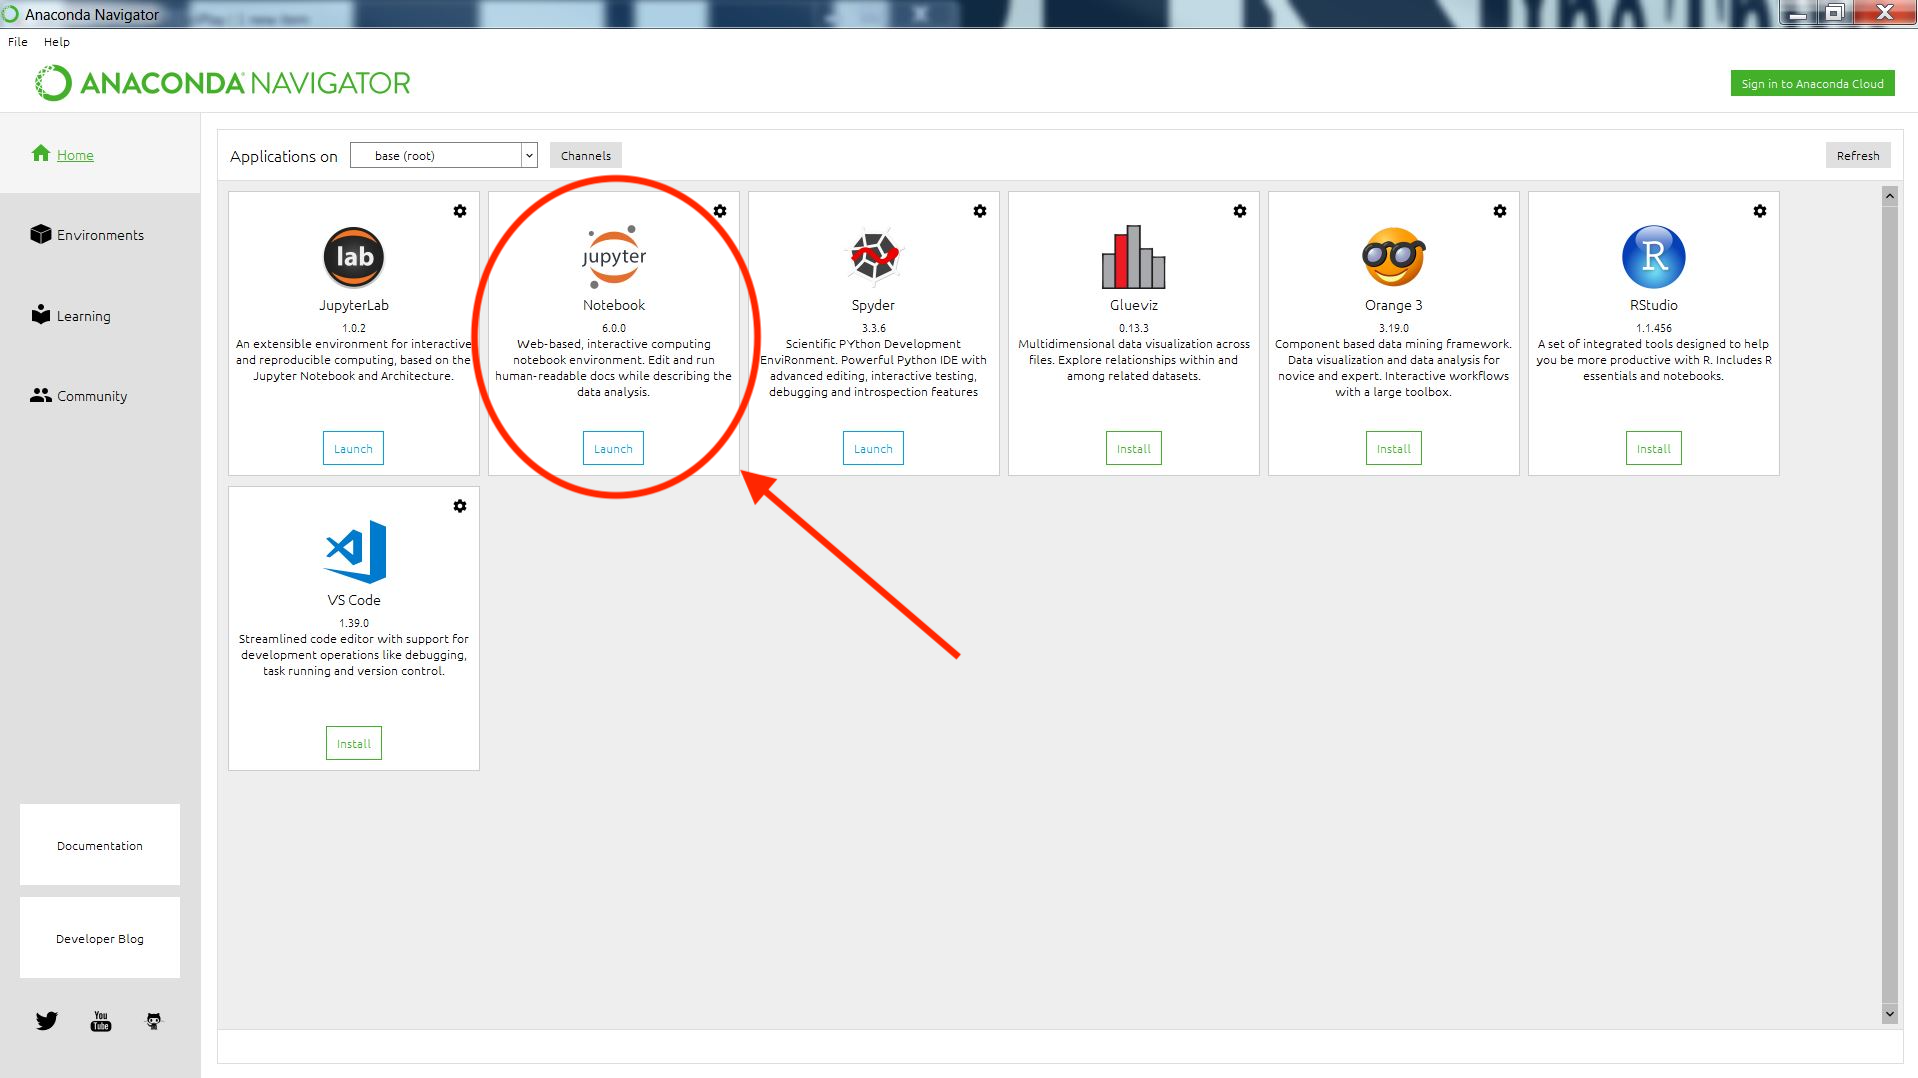 Anaconda Navigator
File Help
ANACONDA NAVIGATOR
Sign in to Anaconda Cloud
Home
Environments
Learning
Community
Documentation
Developer Blog
You
Tube
Applications on base (root) Channels Refresh
lab
JupyterLab
1.0.2
An extensible environment for interactive
and reproducible computing, based on the
Jupyter Notebook and Architecture.
Launch
jupyter
Notebook
6.0.0
Web-based, interactive computing
notebook environment. Edit and run
human-readable docs while describing the
data analysis.
Launch
Spyder
3.3.6
Scientific PYthon Development
EnviRonment. Powerful Python IDE with
advanced editing, interactive testing,
debugging and introspection features
Launch
Glueviz
0.13.3
Multidimensional data visualization across
files. Explore relationships within and
among related datasets.
Install
Orange 3
3.19.0
Component based data mining framework.
Data visualization and data analysis for
novice and expert. Interactive workflows
with a large toolbox.
Install
R
RStudio
1.1.456
A set of integrated tools designed to help
you be more productive with R. Includes R
essentials and notebooks.
Install
VS Code
1.39.0
Streamlined code editor with support for
development operations like debugging,
task running and version control.
Install